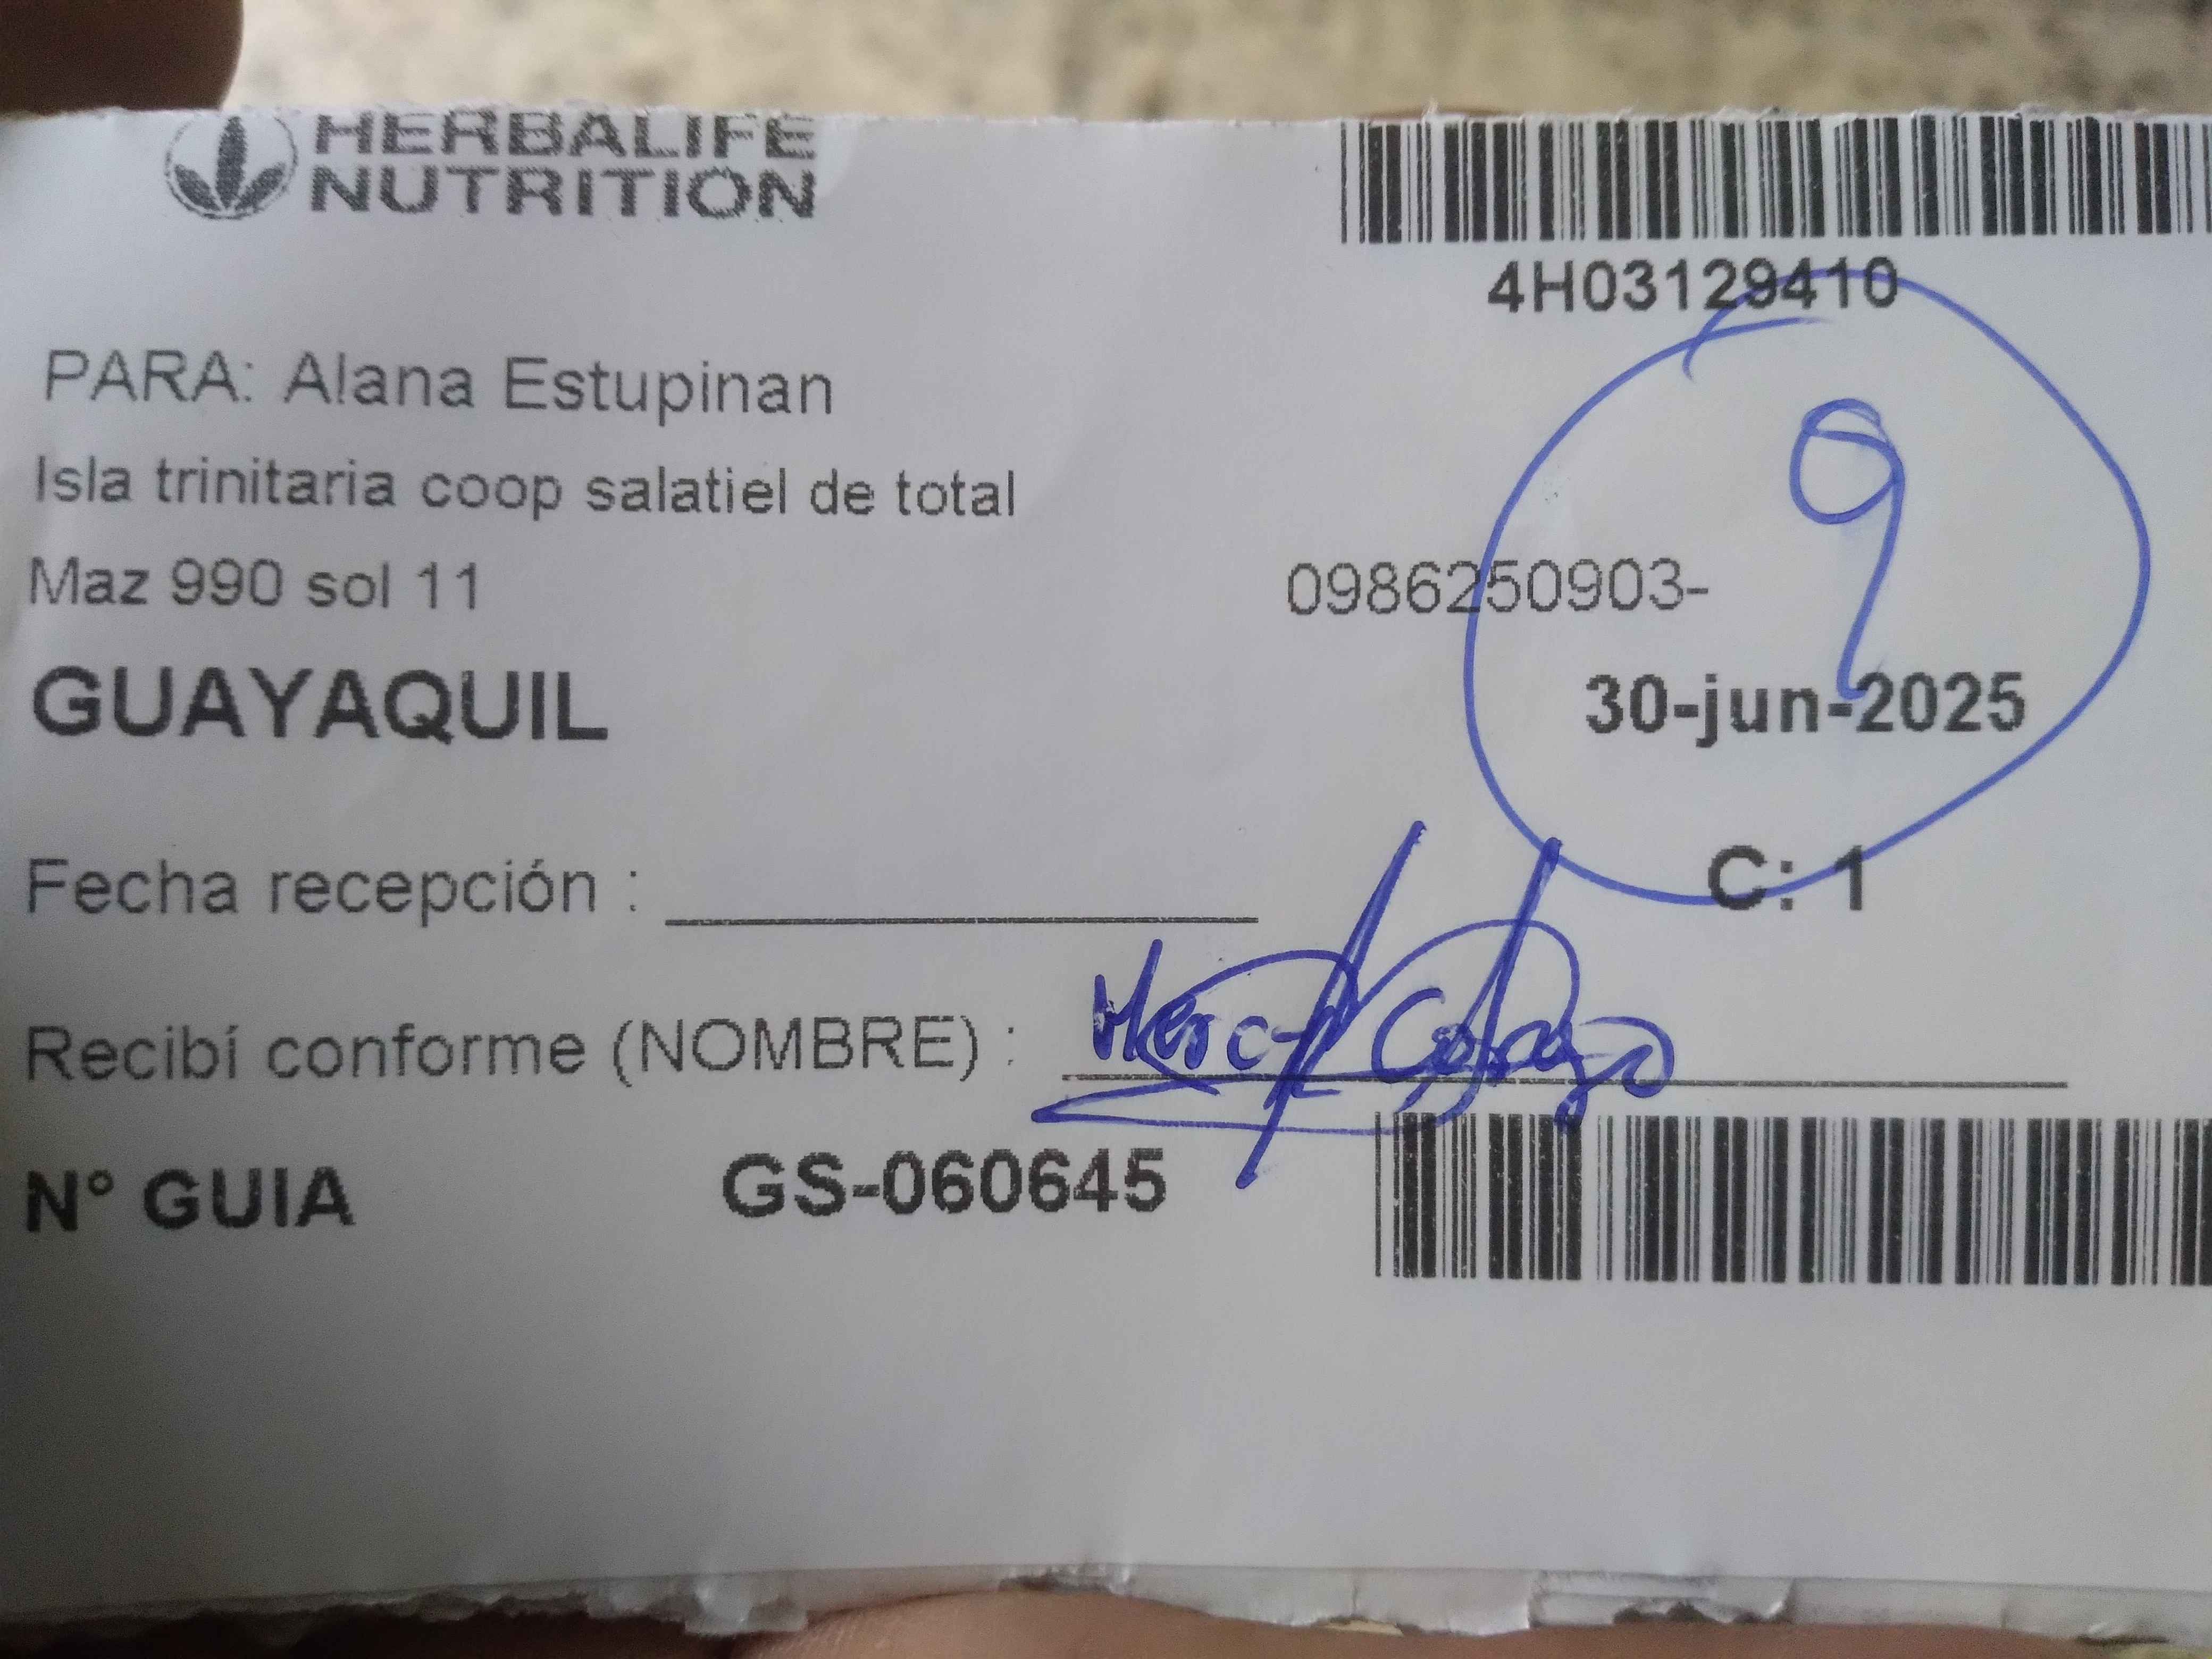 HERBALIFE
NUTRITION
4H03129410
PARA: Alana Estupinan
Isla trinitaria coop salatiel de total
9
Maz 990 sol 11 0986250903-
GUAYAQUIL 30-jun-2025
Fecha recepción : C: 1
Recibí conforme (NOMBRE) :
N° GUIA GS-060645